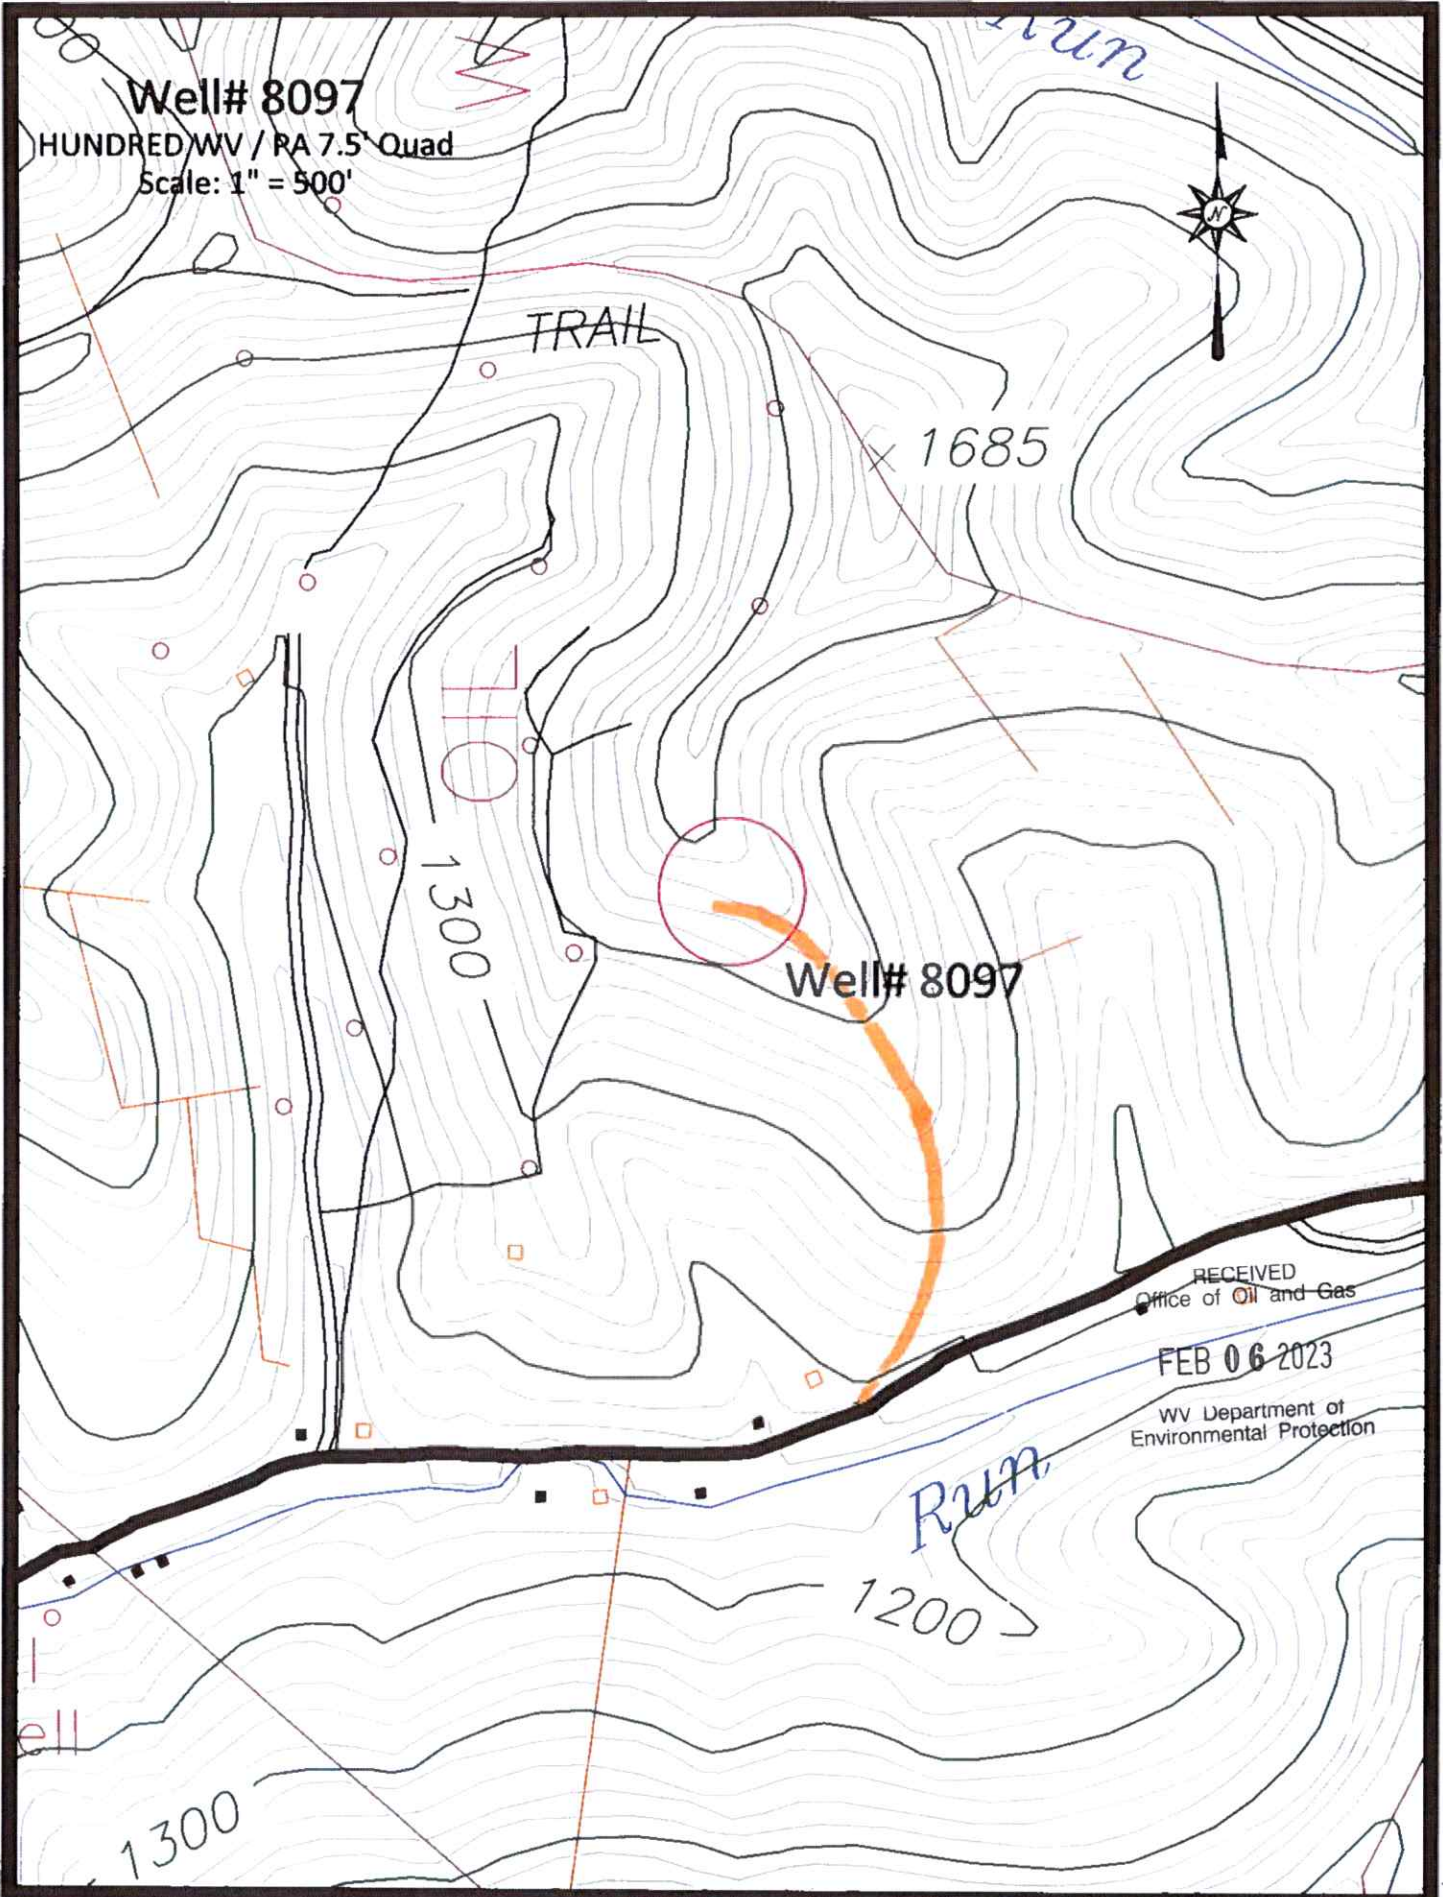 Run
Well# 8097
HUNDRED WV / PA 7.5' Quad
Scale: 1" = 500'
W
N
TRAIL
1685
OIL
1300
Well# 8097
RECEIVED
Office of Oil and Gas
FEB 06 2023
WV Department of
Environmental Protection
Run
1200
ell
1300